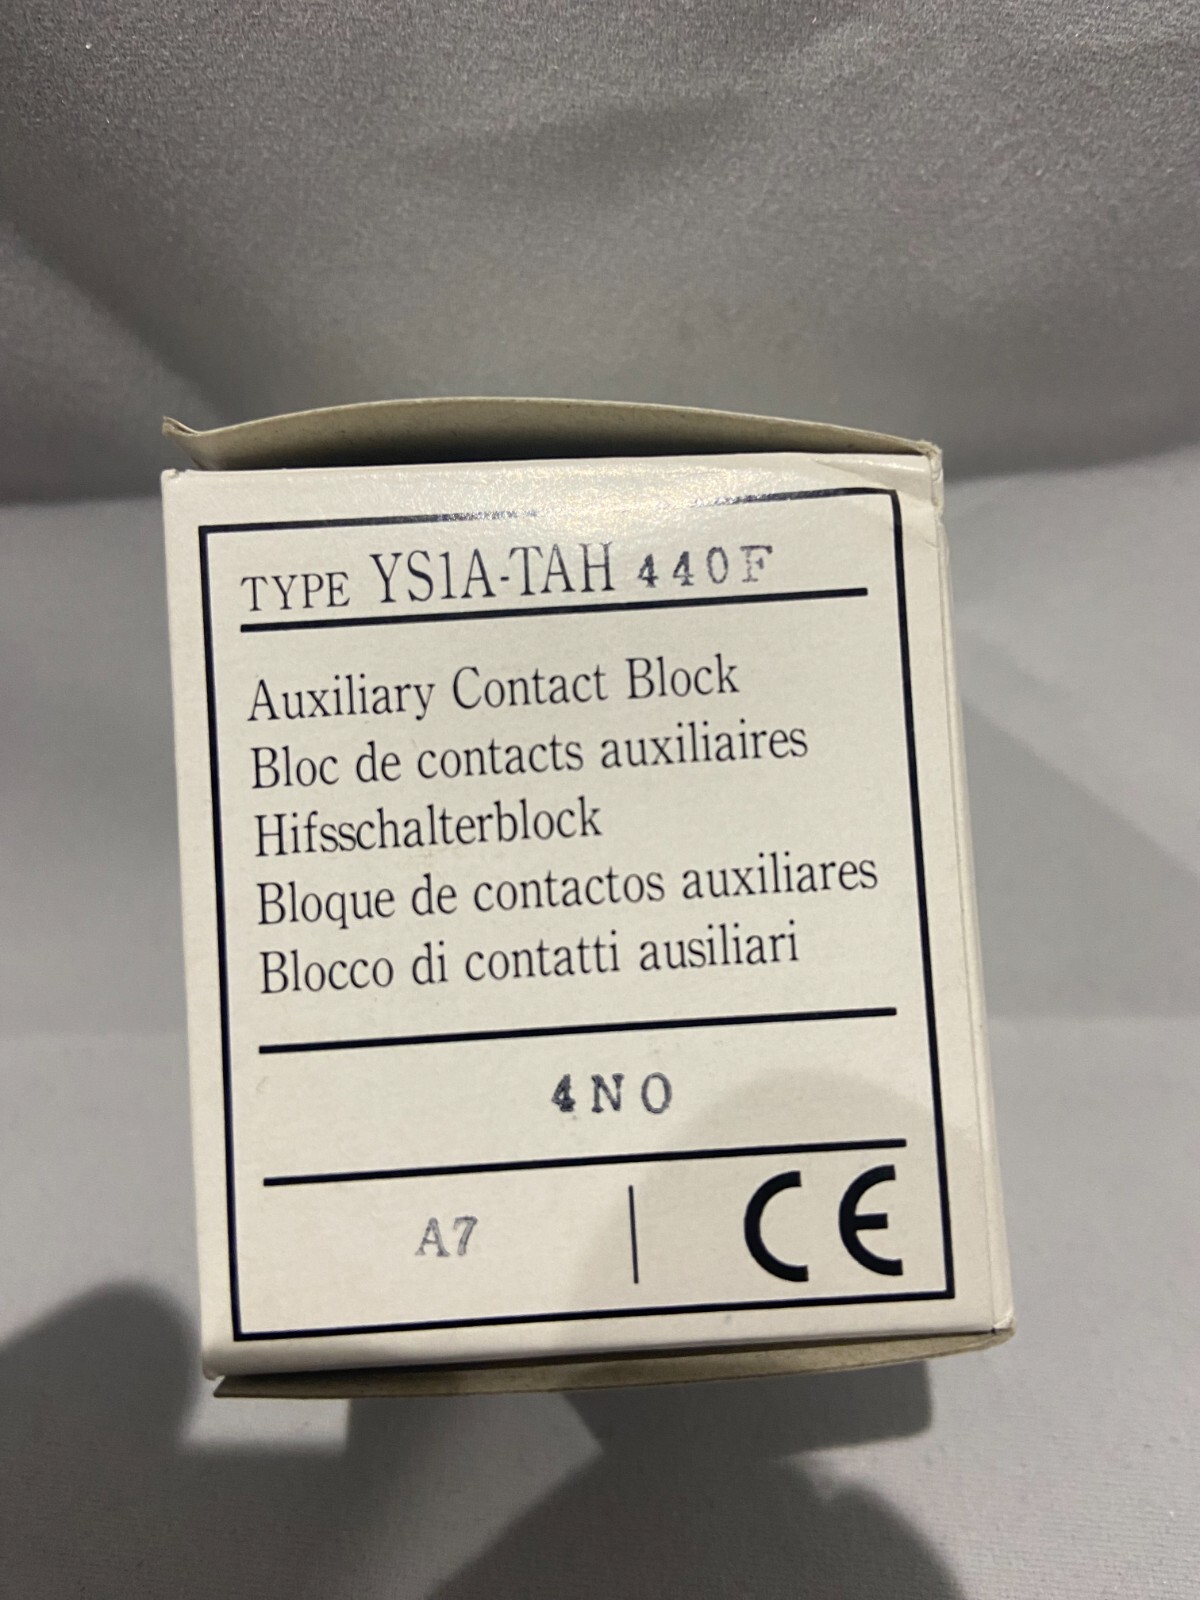 TYPE YS1A-TAH 440F
Auxiliary Contact Block
Bloc de contacts auxiliaires
Hifsschalterblock
Bloque de contactos auxiliares
Blocco di contatti ausiliari
4NO
A7 CE